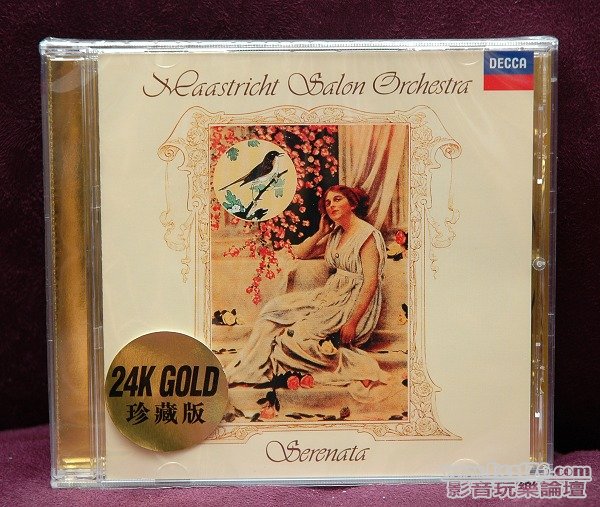 Maastricht Salon Orchestra
DECCA
24K GOLD
珍藏版
Serenata
影音玩樂論壇